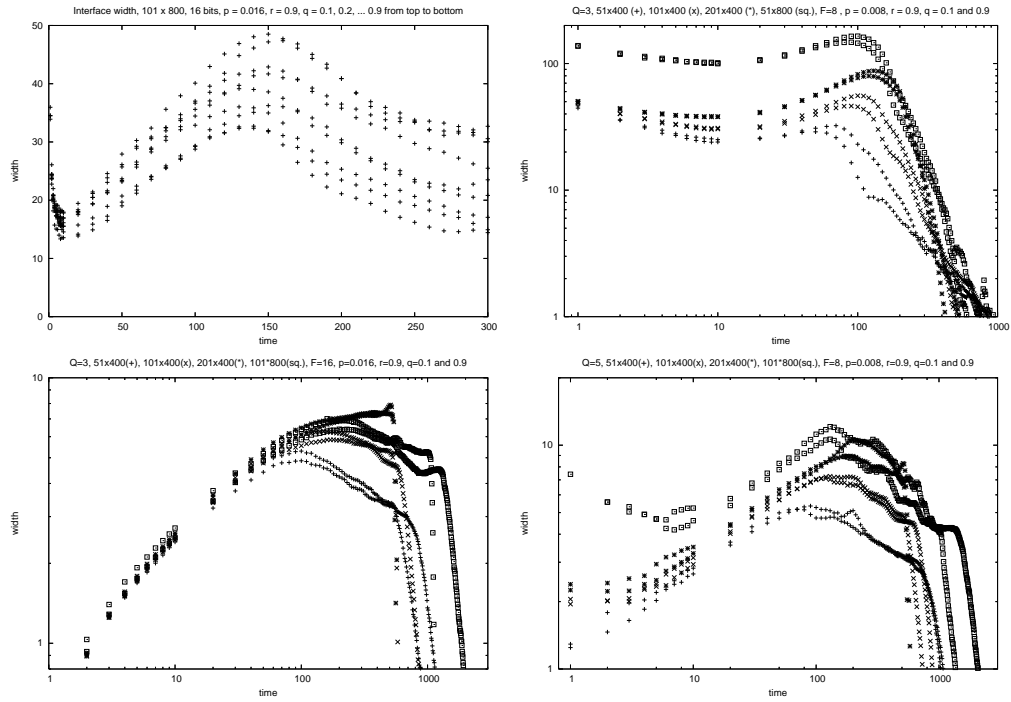 Interface width, 101 x 800, 16 bits, p = 0.016, r = 0.9, q = 0.1, 0.2, ... 0.9 from top to bottom
50
40
30
20
10
0
width
0
50
100
150
200
250
300
time
Q=3, 51x400 (+), 101x400 (x), 201x400 (*), 51x800 (sq.), F=8 , p = 0.008, r = 0.9, q = 0.1 and 0.9
100
10
1
width
1
10
100
1000
time
Q=3, 51x400(+), 101x400(x), 201x400(*), 101*800(sq.), F=16, p=0.016, r=0.9, q=0.1 and 0.9
10
1
width
1
10
100
1000
time
Q=5, 51x400(+), 101x400(x), 201x400(*), 101x800(sq.), F=8, p=0.008, r=0.9, q=0.1 and 0.9
10
1
width
1
10
100
1000
time